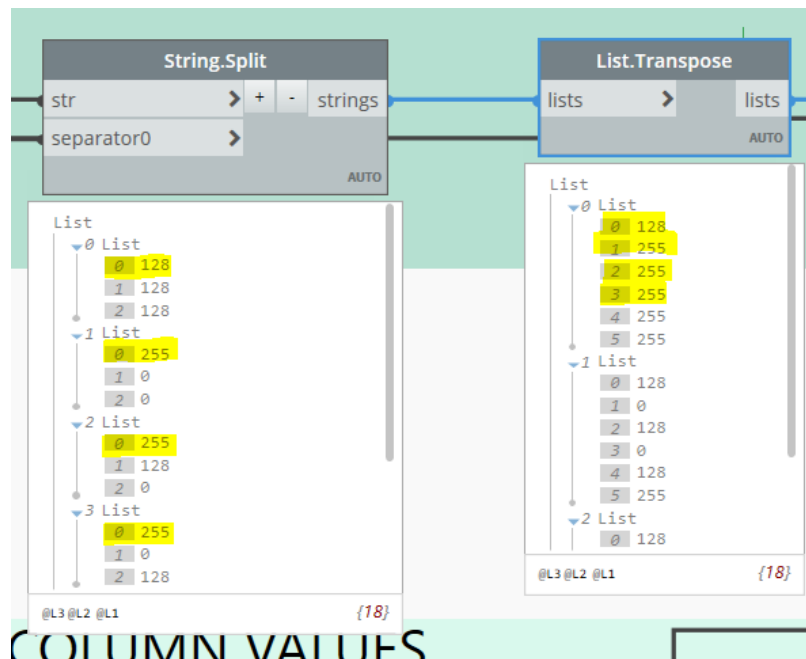 String.Split
str > + - strings
separator0 >
AUTO
List
0 List
0 128
1 128
2 128
1 List
0 255
1 0
2 0
2 List
0 255
1 128
2 0
3 List
0 255
1 0
2 128
@L3 @L2 @L1 {18}
List.Transpose
lists > lists
AUTO
List
0 List
0 128
1 255
2 255
3 255
4 255
5 255
1 List
0 128
1 0
2 128
3 0
4 128
5 255
2 List
0 128
@L3 @L2 @L1 {18}
COLUMN VALUES